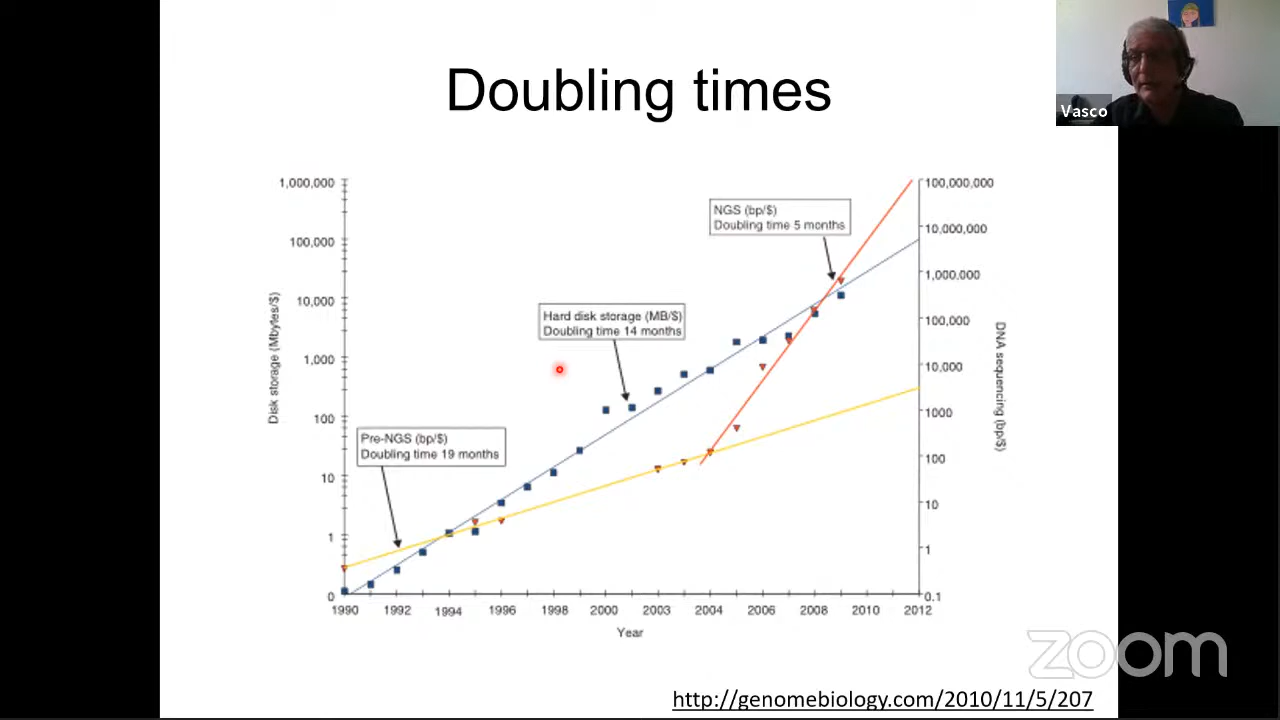 Doubling times
Vasco
1,000,000
100,000
10,000
1,000
100
10
1
0
Disk storage (Mbytes/$)
NGS (bp/$)
Doubling time 5 months
Hard disk storage (MB/$)
Doubling time 14 months
Pre-NGS (bp/$)
Doubling time 19 months
100,000,000
10,000,000
1,000,000
100,000
10,000
1000
100
10
1
0.1
DNA sequencing (bp/$)
1990 1992 1994 1996 1998 2000 2003 2004 2006 2008 2010 2012
Year
zoom
http://genomebiology.com/2010/11/5/207